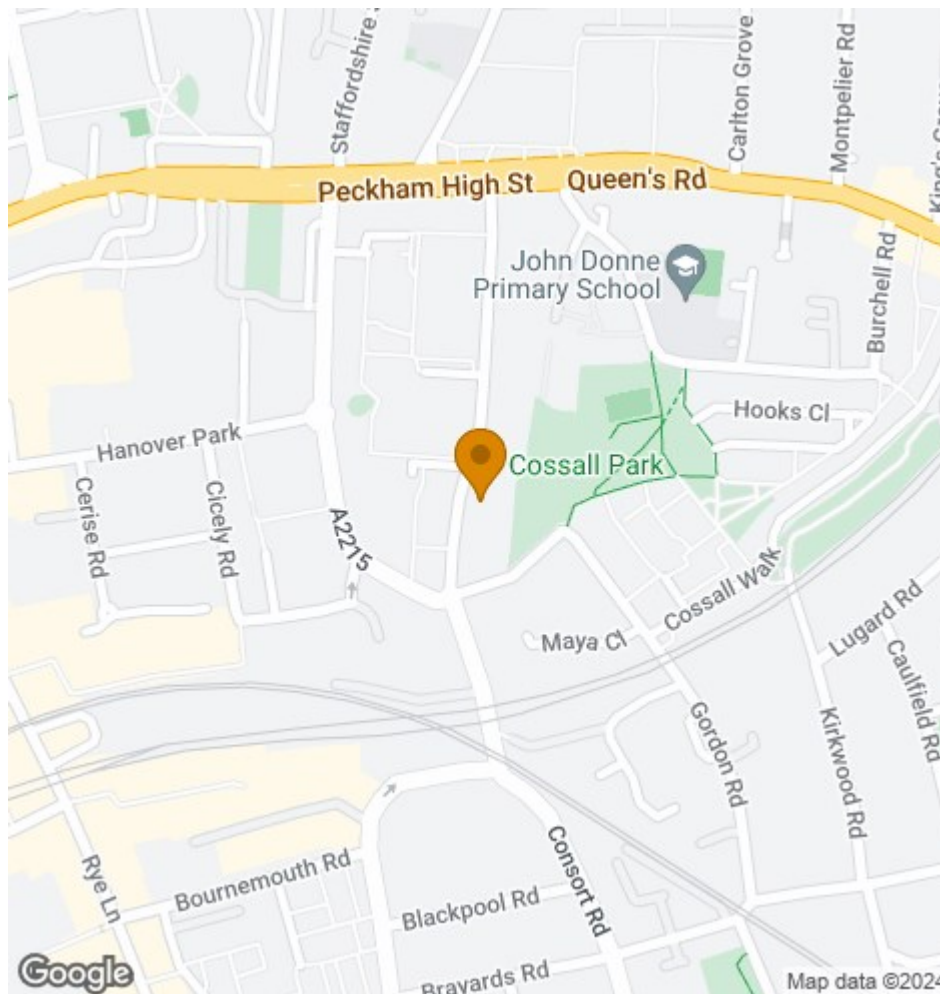 Staffordshire
Carlton Grove
Montpelier Rd
Peckham High St
Queen's Rd
John Donne
Primary School
Burchell Rd
Hooks Cl
Hanover Park
Cossall Park
Cerise Rd
Cicely Rd
A2215
Cossall Walk
Maya Cl
Lugard Rd
Caulfield Rd
Gordon Rd
Kirkwood Rd
Rye Ln
Bournemouth Rd
Consort Rd
Blackpool Rd
Brayards Rd
Google
Map data ©2024